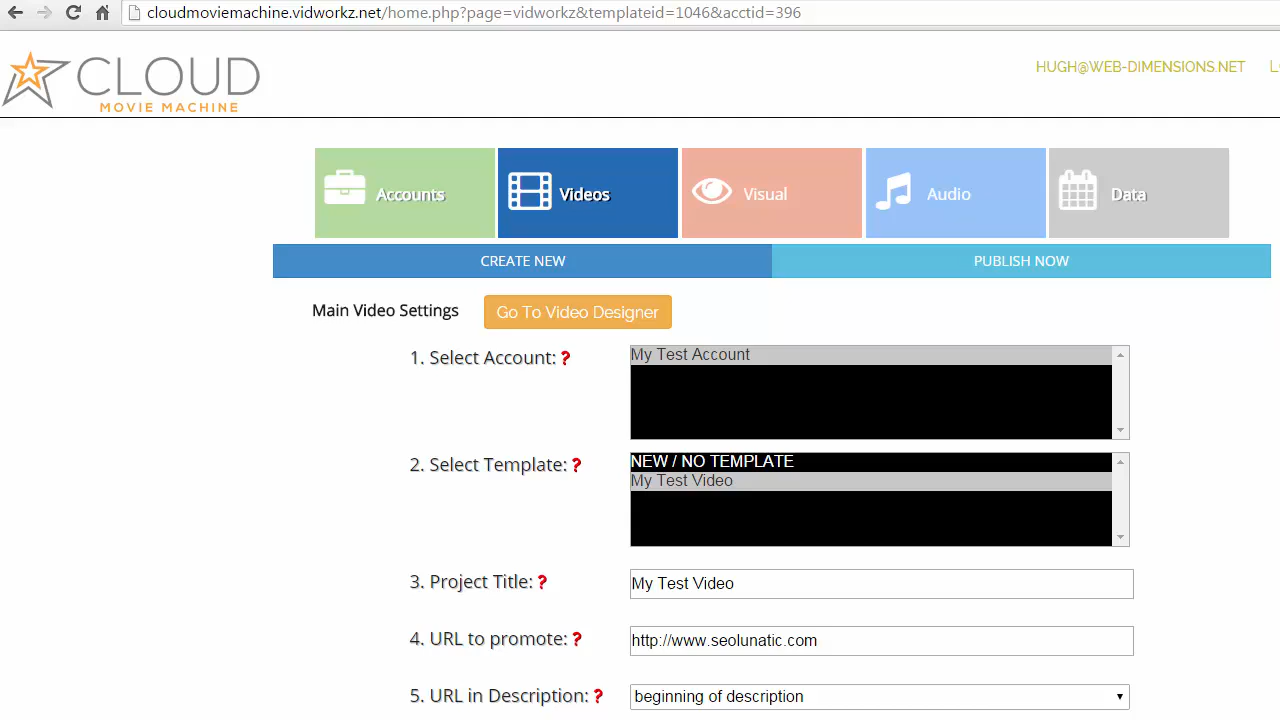 cloudmoviemachine.vidworkz.net/home.php?page=vidworkz&templateid=1046&acctid=396
CLOUD
MOVIE MACHINE
HUGH@WEB-DIMENSIONS.NET
Accounts
Videos
Visual
Audio
Data
CREATE NEW
PUBLISH NOW
Main Video Settings
Go To Video Designer
1. Select Account: ?
My Test Account
2. Select Template: ?
NEW / NO TEMPLATE
My Test Video
3. Project Title: ?
My Test Video
4. URL to promote: ?
http://www.seolunatic.com
5. URL in Description: ?
beginning of description